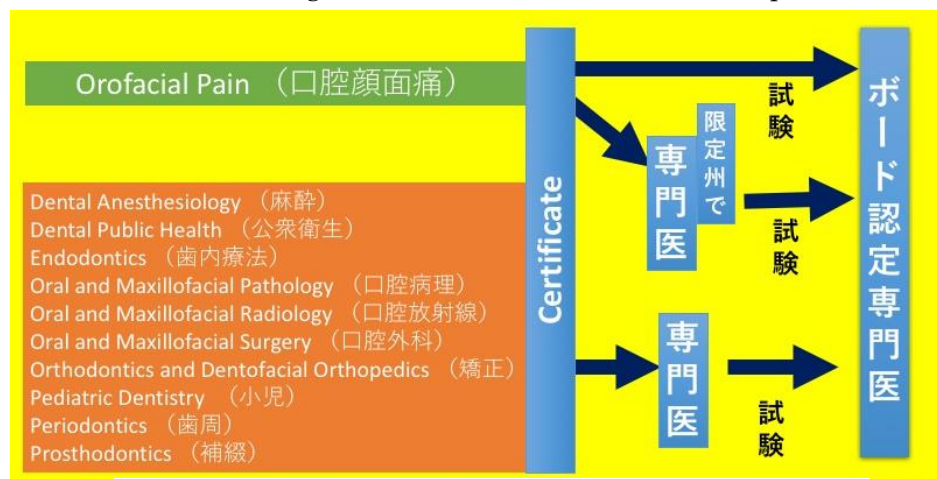 Orofacial Pain （口腔顔面痛）
Dental Anesthesiology （麻酔）
Dental Public Health （公衆衛生）
Endodontics （歯内療法）
Oral and Maxillofacial Pathology （口腔病理）
Oral and Maxillofacial Radiology （口腔放射線）
Oral and Maxillofacial Surgery （口腔外科）
Orthodontics and Dentofacial Orthopedics （矯正）
Pediatric Dentistry （小児）
Periodontics （歯周）
Prosthodontics （補綴）
Certificate
試験
限定州で
専門医
試験
専門医
試験
ボード認定専門医